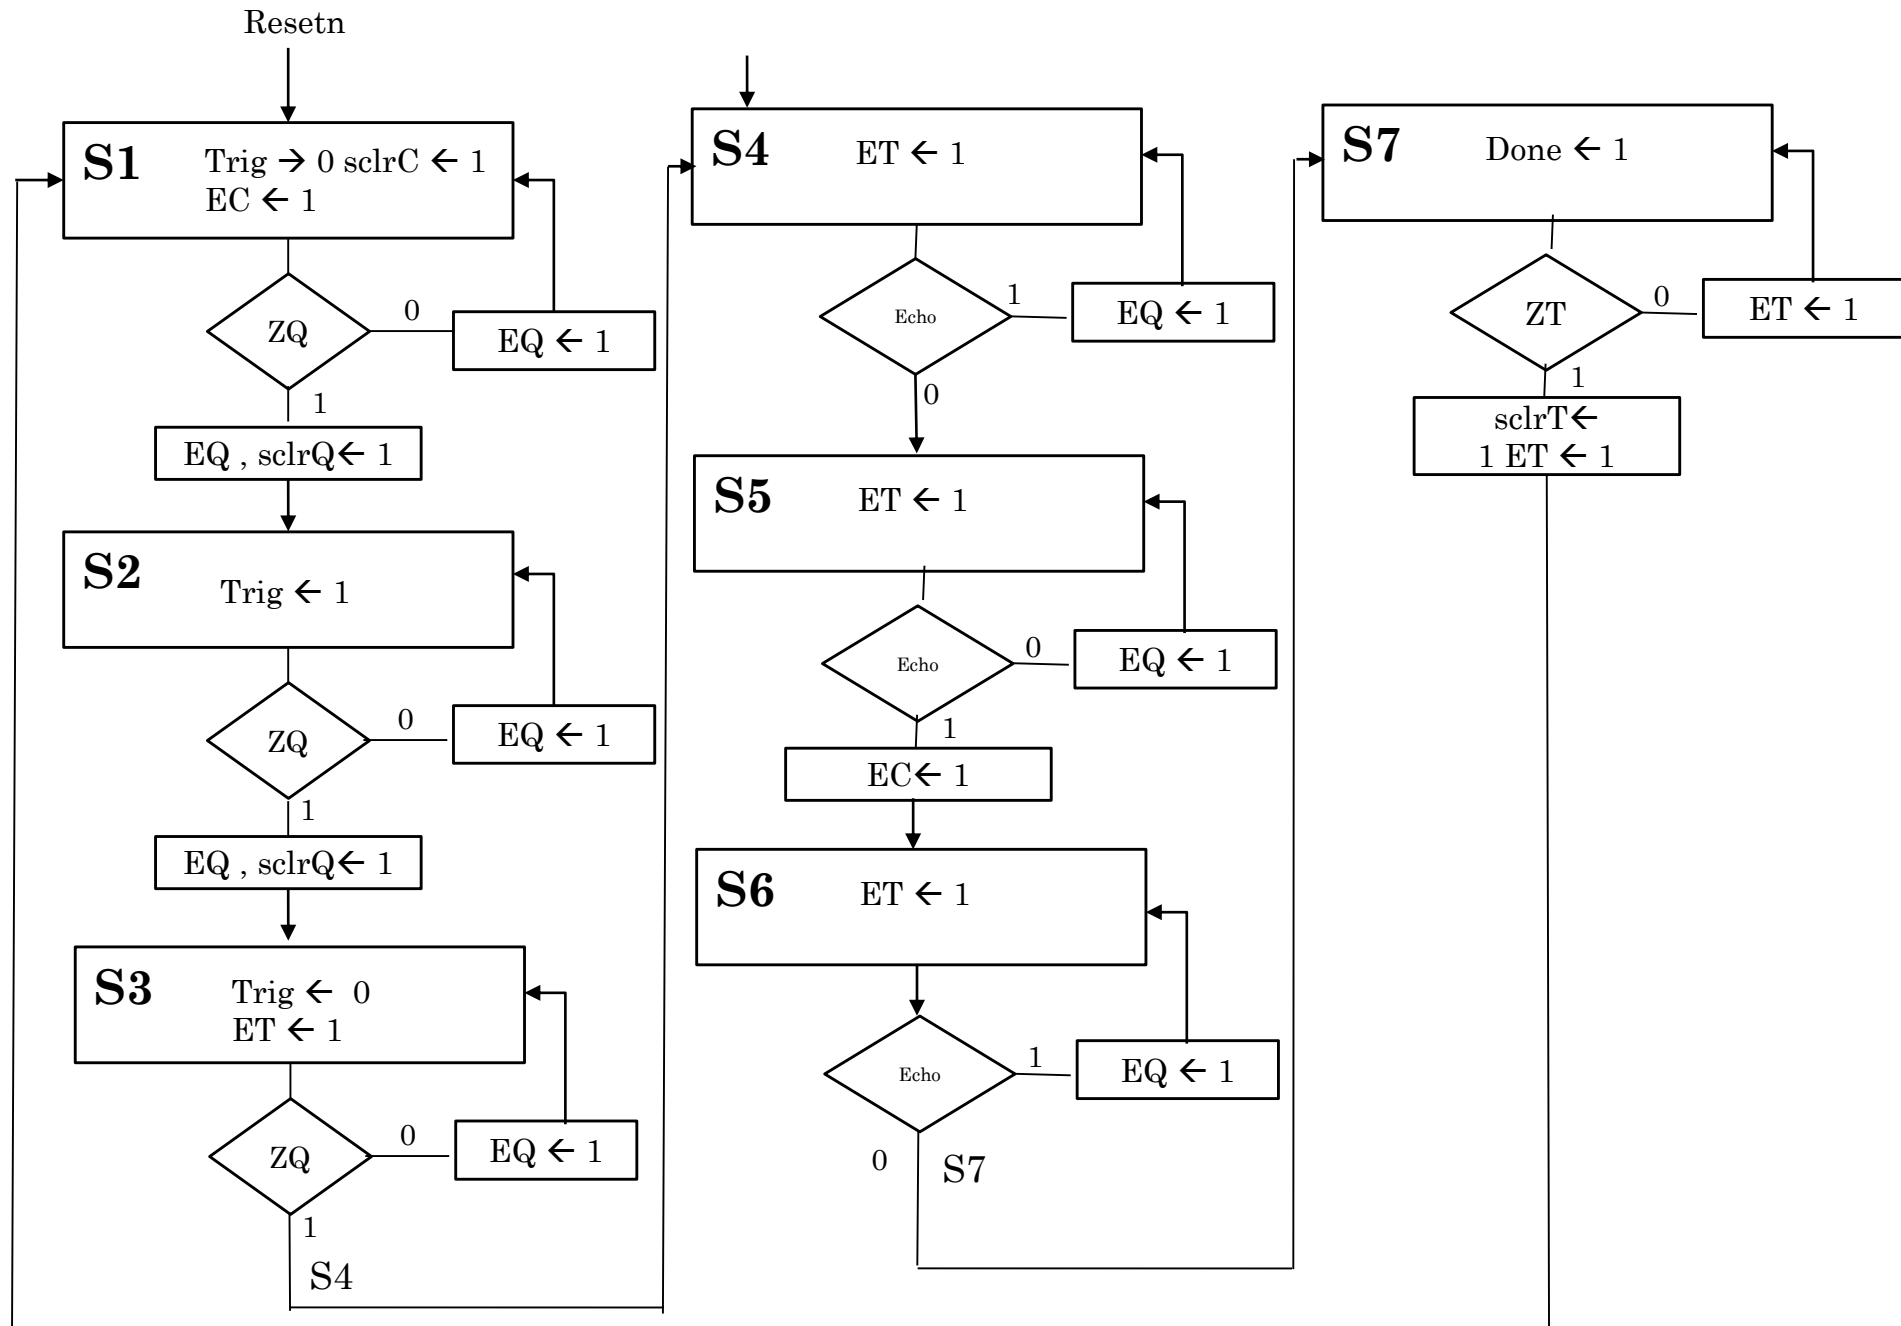 Resetn
S1
Trig → 0 sclrC ← 1
EC ← 1
ZQ
0
EQ ← 1
1
EQ , sclrQ← 1
S2
Trig ← 1
ZQ
0
EQ ← 1
1
EQ , sclrQ← 1
S3
Trig ← 0
ET ← 1
ZQ
0
EQ ← 1
1
S4
S4
ET ← 1
Echo
1
EQ ← 1
0
S5
ET ← 1
Echo
0
EQ ← 1
1
EC← 1
S6
ET ← 1
Echo
1
EQ ← 1
0
S7
S7
Done ← 1
ZT
0
ET ← 1
1
sclrT←
1 ET ← 1